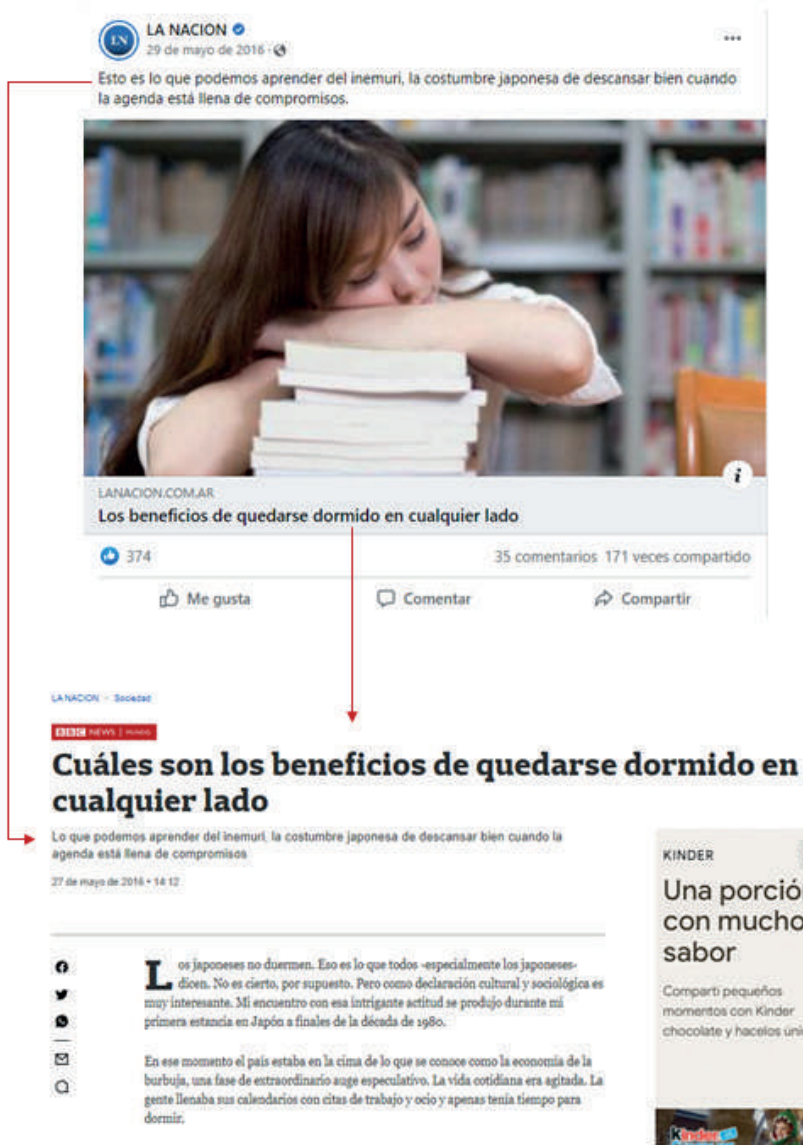 LN
LA NACION
29 de mayo de 2016 ·
Esto es lo que podemos aprender del inemuri, la costumbre japonesa de descansar bien cuando
la agenda está llena de compromisos.
i
LANACION.COM.AR
Los beneficios de quedarse dormido en cualquier lado
374
35 comentarios 171 veces compartido
Me gusta
Comentar
Compartir
LA NACION > Sociedad
BBC NEWS | MUNDO
Cuáles son los beneficios de quedarse dormido en
cualquier lado
Lo que podemos aprender del inemuri, la costumbre japonesa de descansar bien cuando la
agenda está llena de compromisos
27 de mayo de 2016 • 14:12
Los japoneses no duermen. Eso es lo que todos -especialmente los japoneses-
dicen. No es cierto, por supuesto. Pero como declaración cultural y sociológica es
muy interesante. Mi encuentro con esa intrigante actitud se produjo durante mi
primera estancia en Japón a finales de la década de 1980.
En ese momento el país estaba en la cima de lo que se conoce como la economía de la
burbuja, una fase de extraordinario auge especulativo. La vida cotidiana era agitada. La
gente llenaba sus calendarios con citas de trabajo y ocio y apenas tenía tiempo para
dormir.
KINDER
Una porció
con mucho
sabor
Compartí pequeños
momentos con Kinder
chocolate y hacelos úni
Kinder